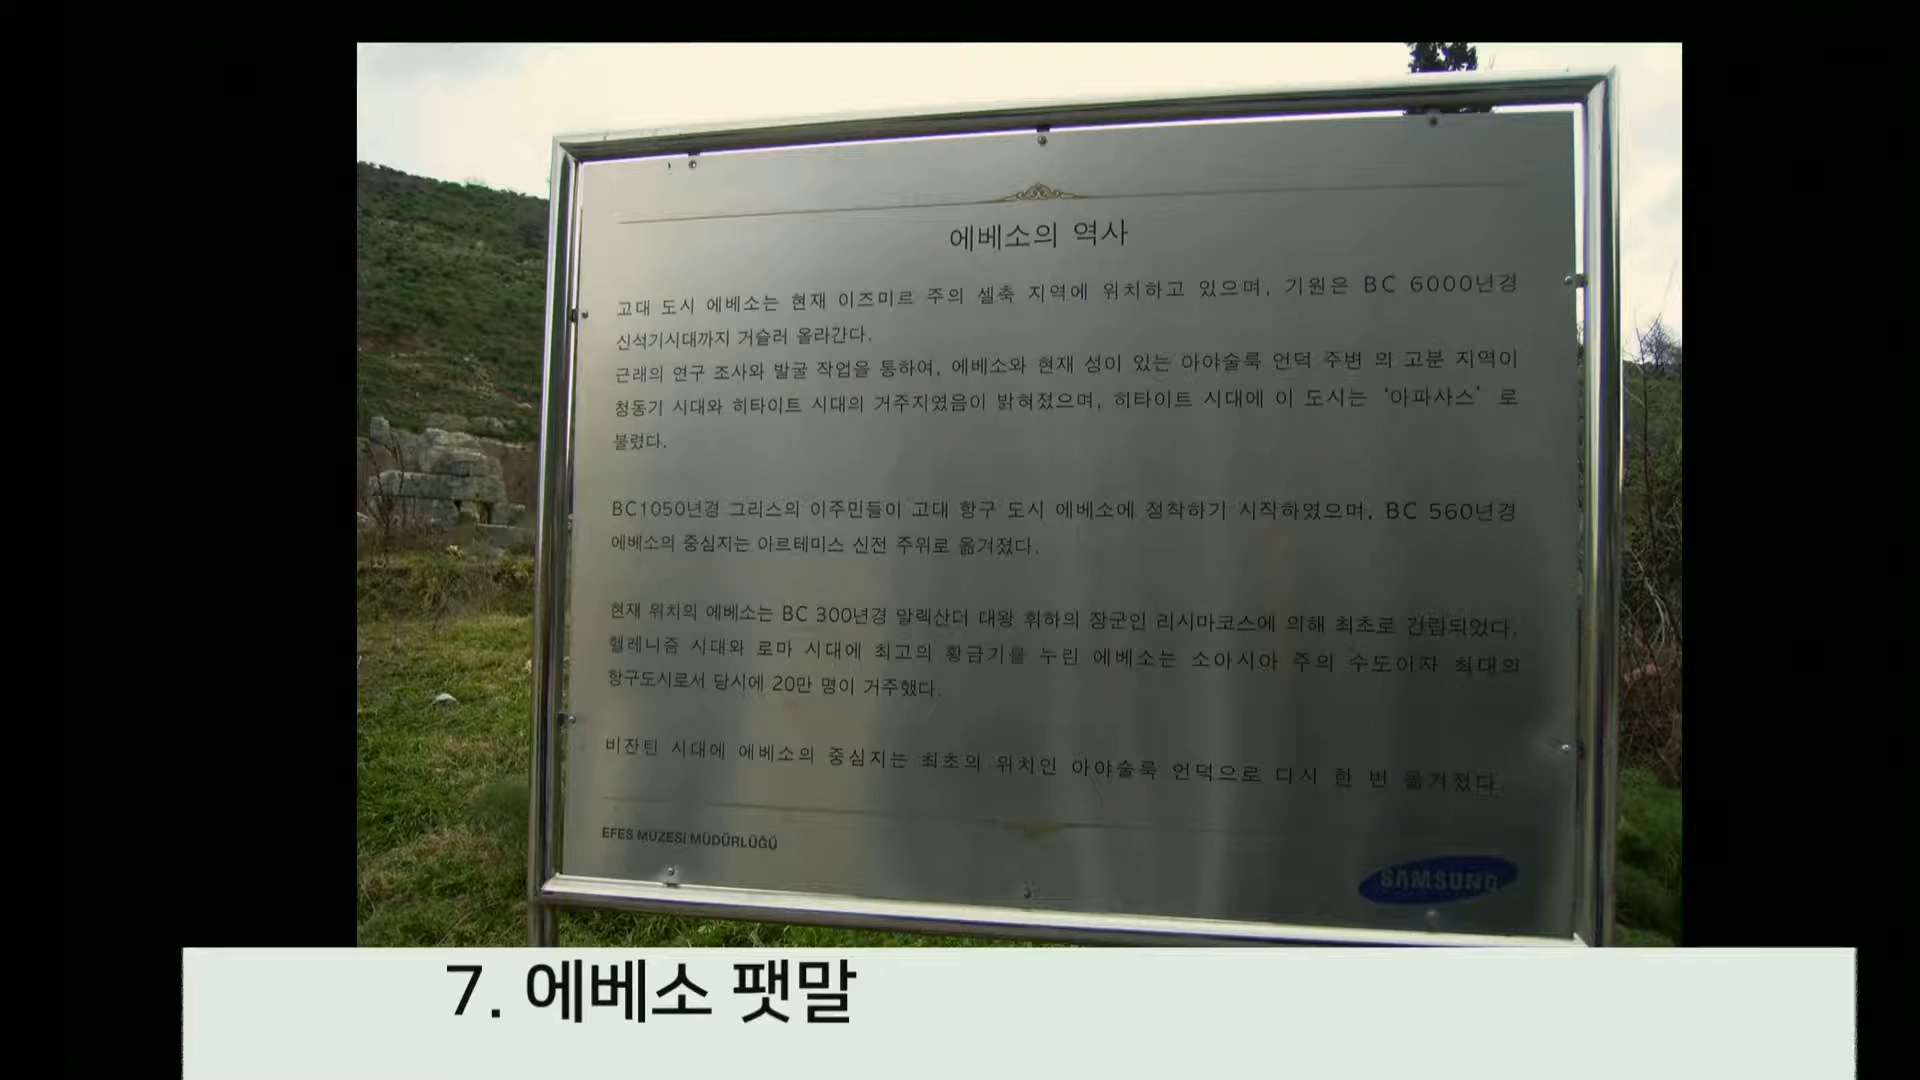 에베소의 역사
고대 도시 에베소는 현재 이즈미르 주의 셀축 지역에 위치하고 있으며, 기원은 BC 6000년경
신석기시대까지 거슬러 올라간다.
근래의 연구 조사와 발굴 작업을 통하여, 에베소와 현재 성이 있는 아야술룩 언덕 주변 의 고분 지역이
청동기 시대와 히타이트 시대의 거주지였음이 밝혀졌으며, 히타이트 시대에 이 도시는 ‘아파사스’ 로
불렸다.
BC1050년경 그리스의 이주민들이 고대 항구 도시 에베소에 정착하기 시작하였으며, BC 560년경
에베소의 중심지는 아르테미스 신전 주위로 옮겨졌다.
현재 위치의 에베소는 BC 300년경 알렉산더 대왕 휘하의 장군인 리시마코스에 의해 최초로 건립되었다.
헬레니즘 시대와 로마 시대에 최고의 황금기를 누린 에베소는 소아시아 주의 수도이자 최대의
항구도시로서 당시에 20만 명이 거주했다.
비잔틴 시대에 에베소의 중심지는 최초의 위치인 아야술룩 언덕으로 다시 한 번 옮겨졌다.
EFES MÜZESİ MÜDÜRLÜĞÜ
SAMSUNG
7. 에베소 팻말